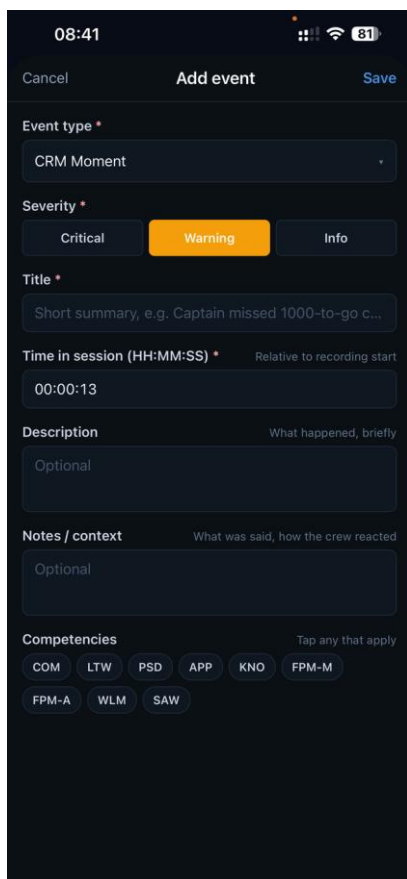 08:41
81
Cancel Add event Save
Event type *
CRM Moment
Severity *
Critical Warning Info
Title *
Short summary, e.g. Captain missed 1000-to-go c...
Time in session (HH:MM:SS) * Relative to recording start
00:00:13
Description What happened, briefly
Optional
Notes / context What was said, how the crew reacted
Optional
Competencies Tap any that apply
COM LTW PSD APP KNO FPM-M
FPM-A WLM SAW